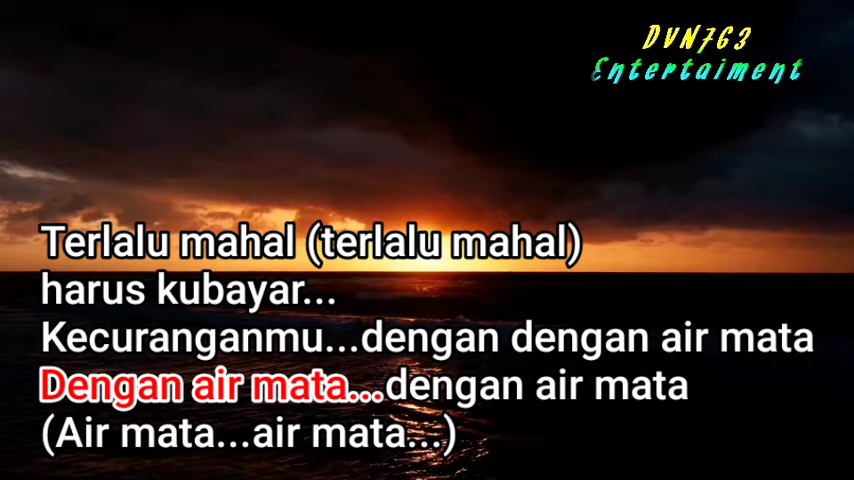 DVN763
Entertaiment
Terlalu mahal (terlalu mahal)
harus kubayar...
Kecuranganmu...dengan dengan air mata
Dengan air mata...dengan air mata
(Air mata...air mata...)